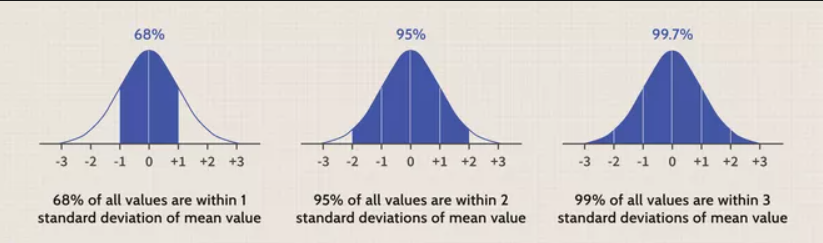 68%
95%
99.7%
-3 -2 -1 0 +1 +2 +3
-3 -2 -1 0 +1 +2 +3
-3 -2 -1 0 +1 +2 +3
68% of all values are within 1
standard deviation of mean value
95% of all values are within 2
standard deviations of mean value
99% of all values are within 3
standard deviations of mean value